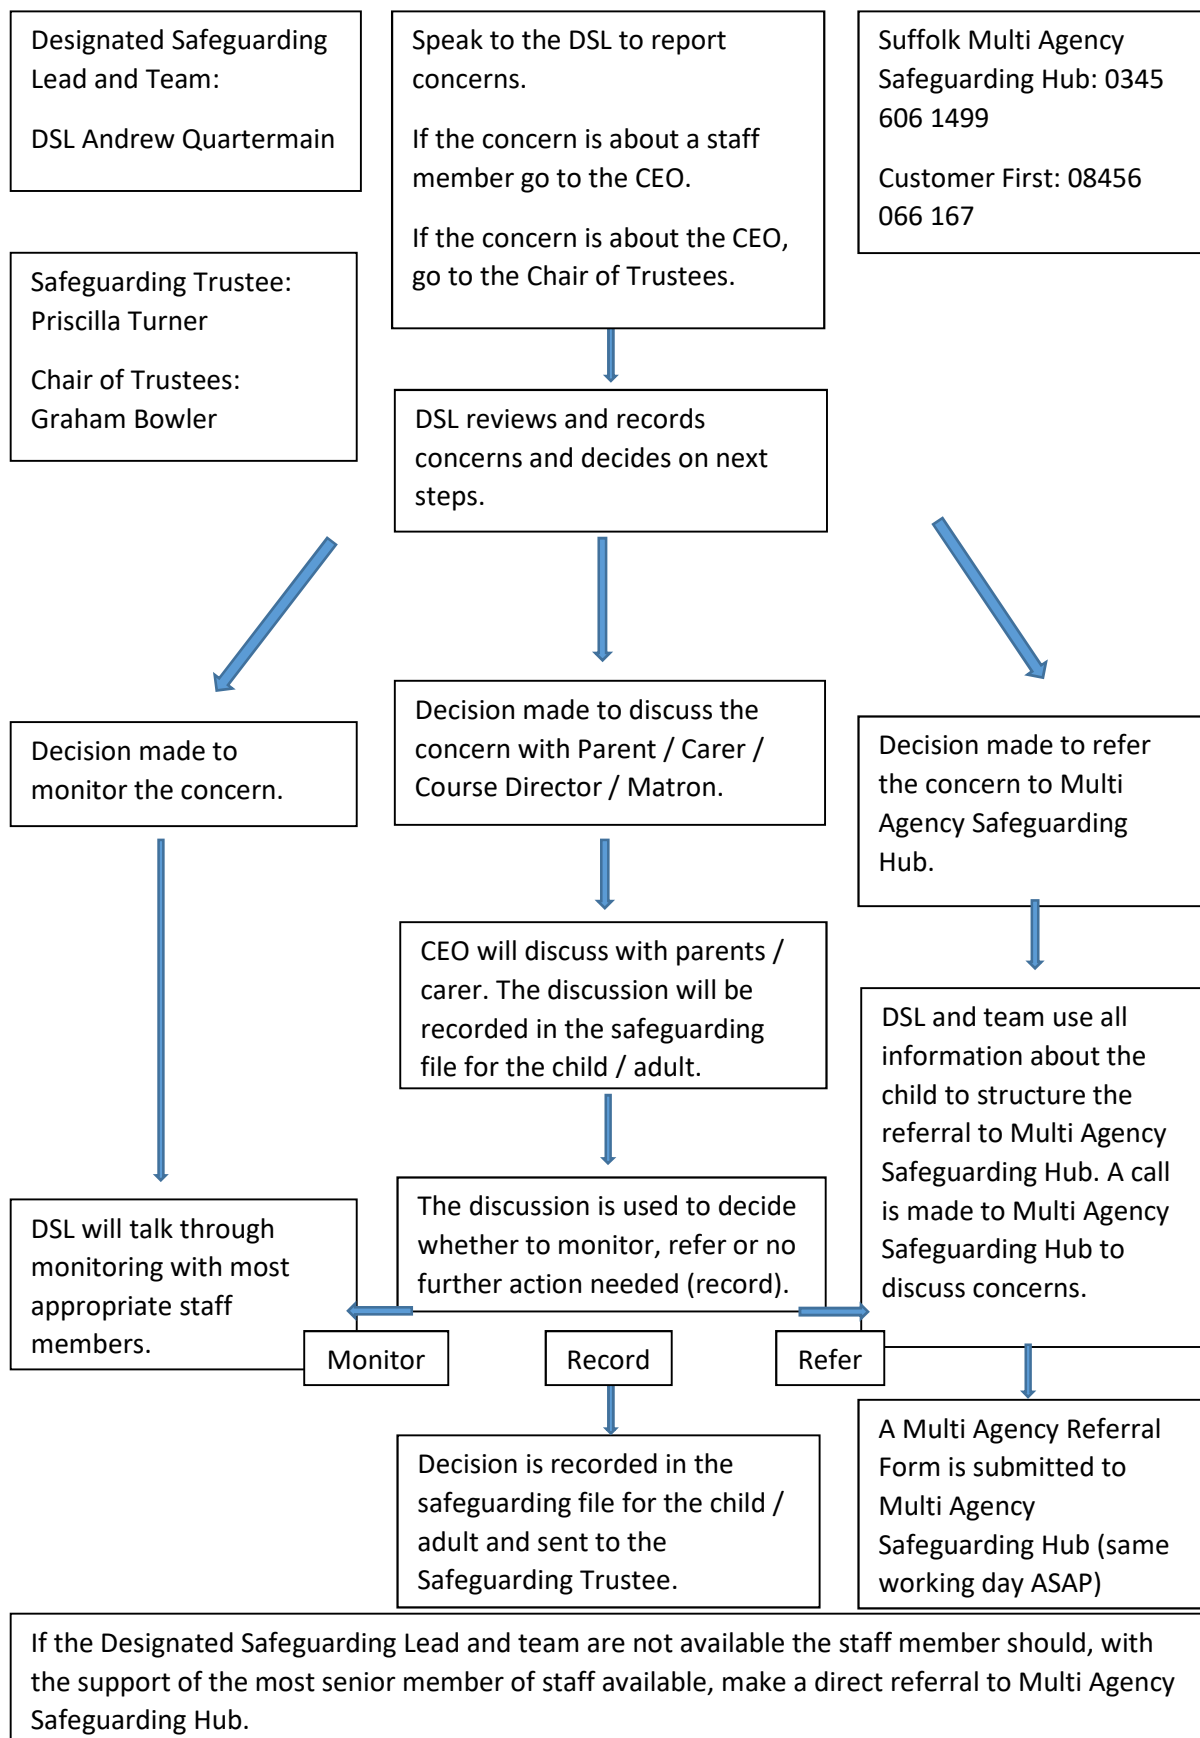 Designated Safeguarding
Lead and Team:
DSL Andrew Quartermain
Speak to the DSL to report
concerns.
If the concern is about a staff
member go to the CEO.
If the concern is about the CEO,
go to the Chair of Trustees.
Suffolk Multi Agency
Safeguarding Hub: 0345
606 1499
Customer First: 08456
066 167
Safeguarding Trustee:
Priscilla Turner
Chair of Trustees:
Graham Bowler
DSL reviews and records
concerns and decides on next
steps.
Decision made to
monitor the concern.
Decision made to discuss the
concern with Parent / Carer /
Course Director / Matron.
Decision made to refer
the concern to Multi
Agency Safeguarding
Hub.
CEO will discuss with parents /
carer. The discussion will be
recorded in the safeguarding
file for the child / adult.
DSL and team use all
information about the
child to structure the
referral to Multi Agency
Safeguarding Hub. A call
is made to Multi Agency
Safeguarding Hub to
discuss concerns.
DSL will talk through
monitoring with most
appropriate staff
members.
The discussion is used to decide
whether to monitor, refer or no
further action needed (record).
Monitor
Record
Refer
Decision is recorded in the
safeguarding file for the child /
adult and sent to the
Safeguarding Trustee.
A Multi Agency Referral
Form is submitted to
Multi Agency
Safeguarding Hub (same
working day ASAP)
If the Designated Safeguarding Lead and team are not available the staff member should, with
the support of the most senior member of staff available, make a direct referral to Multi Agency
Safeguarding Hub.